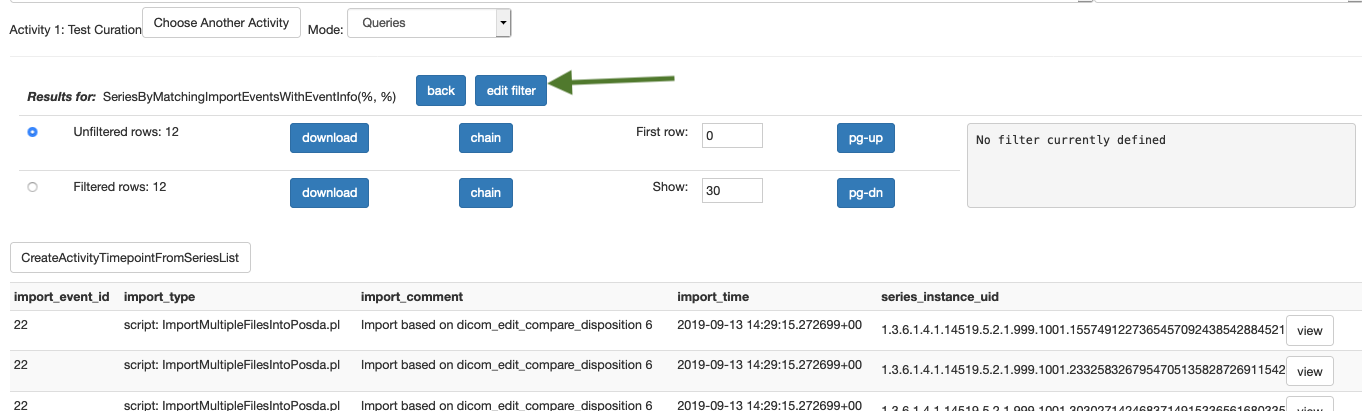 Activity 1: Test Curation Choose Another Activity Mode: Queries
Results for: SeriesByMatchingImportEventsWithEventInfo(%, %) back edit filter
Unfiltered rows: 12 download chain First row: 0 pg-up No filter currently defined
Filtered rows: 12 download chain Show: 30 pg-dn
CreateActivityTimepointFromSeriesList
import_event_id import_type import_comment import_time series_instance_uid
22 script: ImportMultipleFilesIntoPosda.pl Import based on dicom_edit_compare_disposition 6 2019-09-13 14:29:15.272699+00 1.3.6.1.4.1.14519.5.2.1.999.1001.1557491227365457092438542884521 view
22 script: ImportMultipleFilesIntoPosda.pl Import based on dicom_edit_compare_disposition 6 2019-09-13 14:29:15.272699+00 1.3.6.1.4.1.14519.5.2.1.999.1001.233258326795470513582872691154​2 view
22 script: ImportMultipleFilesIntoPosda.pl Import based on dicom_edit_compare_disposition 6 2019-09-13 14:29:15.272699+00 view